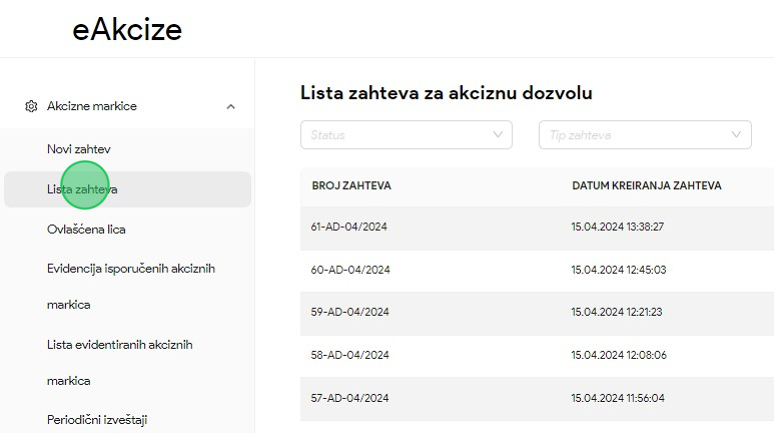 eAkcize
Akcizne markice
Novi zahtev
Lista zahteva
Ovlašćena lica
Evidencija isporučenih akciznih
markica
Lista evidentiranih akciznih
markica
Periodični izveštaji
Lista zahteva za akciznu dozvolu
Status
Tip zahteva
BROJ ZAHTEVA DATUM KREIRANJA ZAHTEVA
61-AD-04/2024 15.04.2024 13:38:27
60-AD-04/2024 15.04.2024 12:45:03
59-AD-04/2024 15.04.2024 12:21:23
58-AD-04/2024 15.04.2024 12:08:06
57-AD-04/2024 15.04.2024 11:56:04